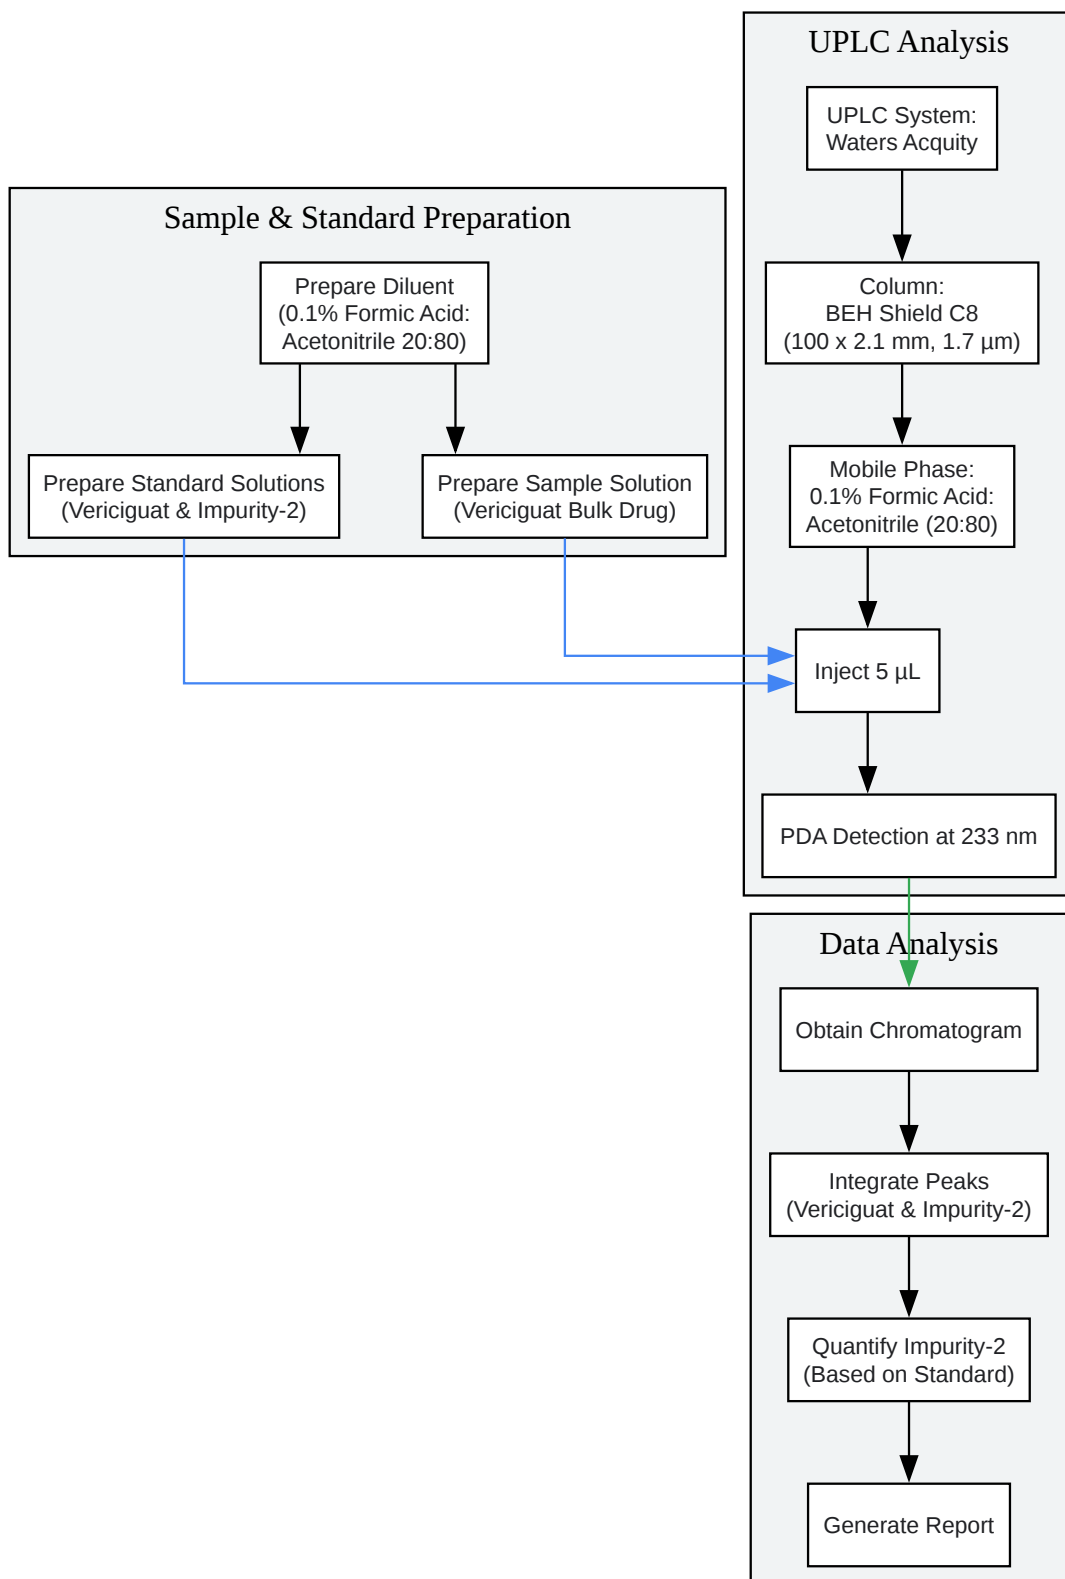 UPLC Analysis
UPLC System:
Waters Acquity
Sample & Standard Preparation
Prepare Diluent
(0.1% Formic Acid:
Acetonitrile 20:80)
Column:
BEH Shield C8
(100 x 2.1 mm, 1.7 µm)
Prepare Standard Solutions
(Vericiguat & Impurity-2)
Prepare Sample Solution
(Vericiguat Bulk Drug)
Mobile Phase:
0.1% Formic Acid:
Acetonitrile (20:80)
Inject 5 µL
PDA Detection at 233 nm
Data Analysis
Obtain Chromatogram
Integrate Peaks
(Vericiguat & Impurity-2)
Quantify Impurity-2
(Based on Standard)
Generate Report